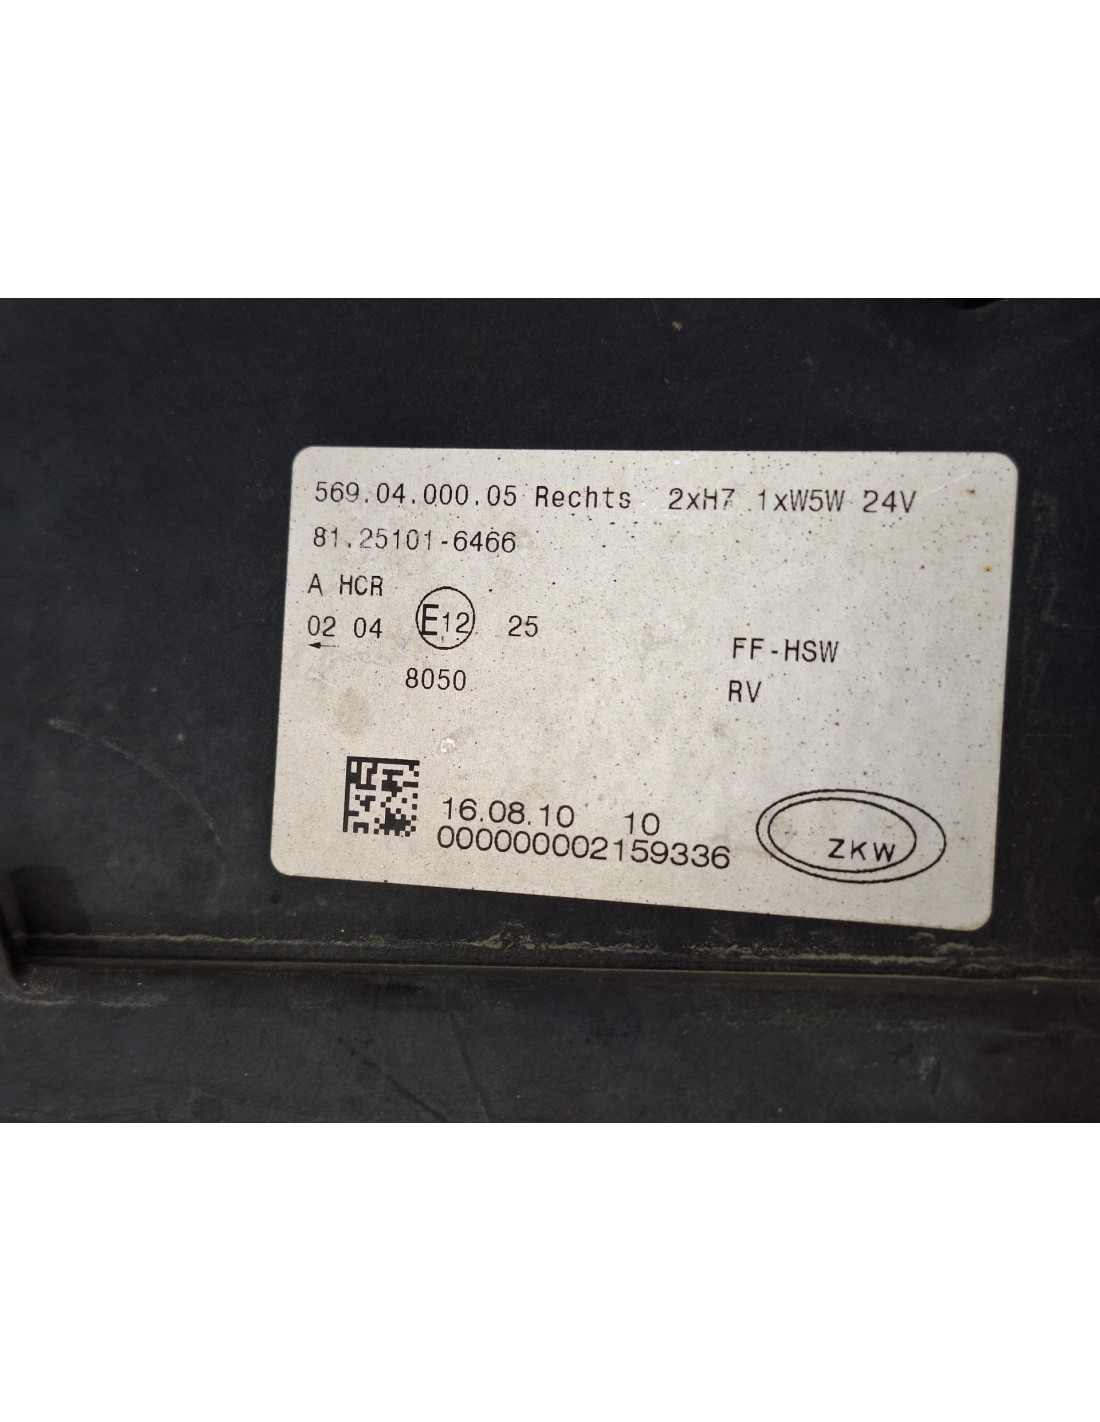 569.04.000.05 Rechts 2xH7 1xW5W 24V
81.25101-6466
A HCR
02 04 E12 25
8050
FF-HSW
RV
16.08.10 10
000000002159336
ZKW